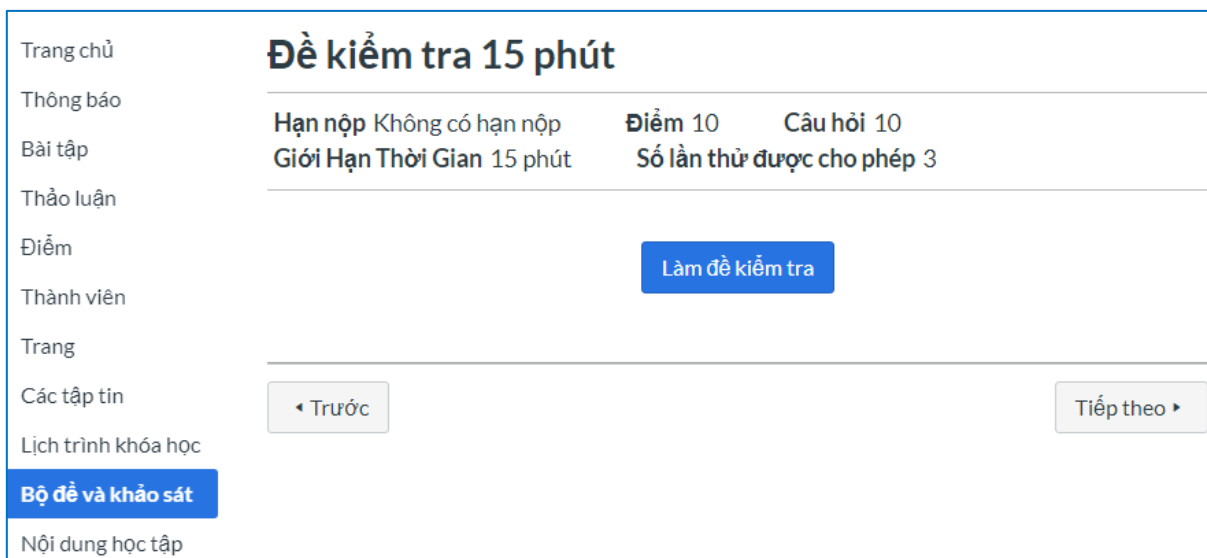 Trang chủ
Thông báo
Bài tập
Thảo luận
Điểm
Thành viên
Trang
Các tập tin
Lịch trình khóa học
Bộ đề và khảo sát
Nội dung học tập
Đề kiểm tra 15 phút
Hạn nộp Không có hạn nộp Điểm 10 Câu hỏi 10
Giới Hạn Thời Gian 15 phút Số lần thử được cho phép 3
Làm đề kiểm tra
Trước
Tiếp theo